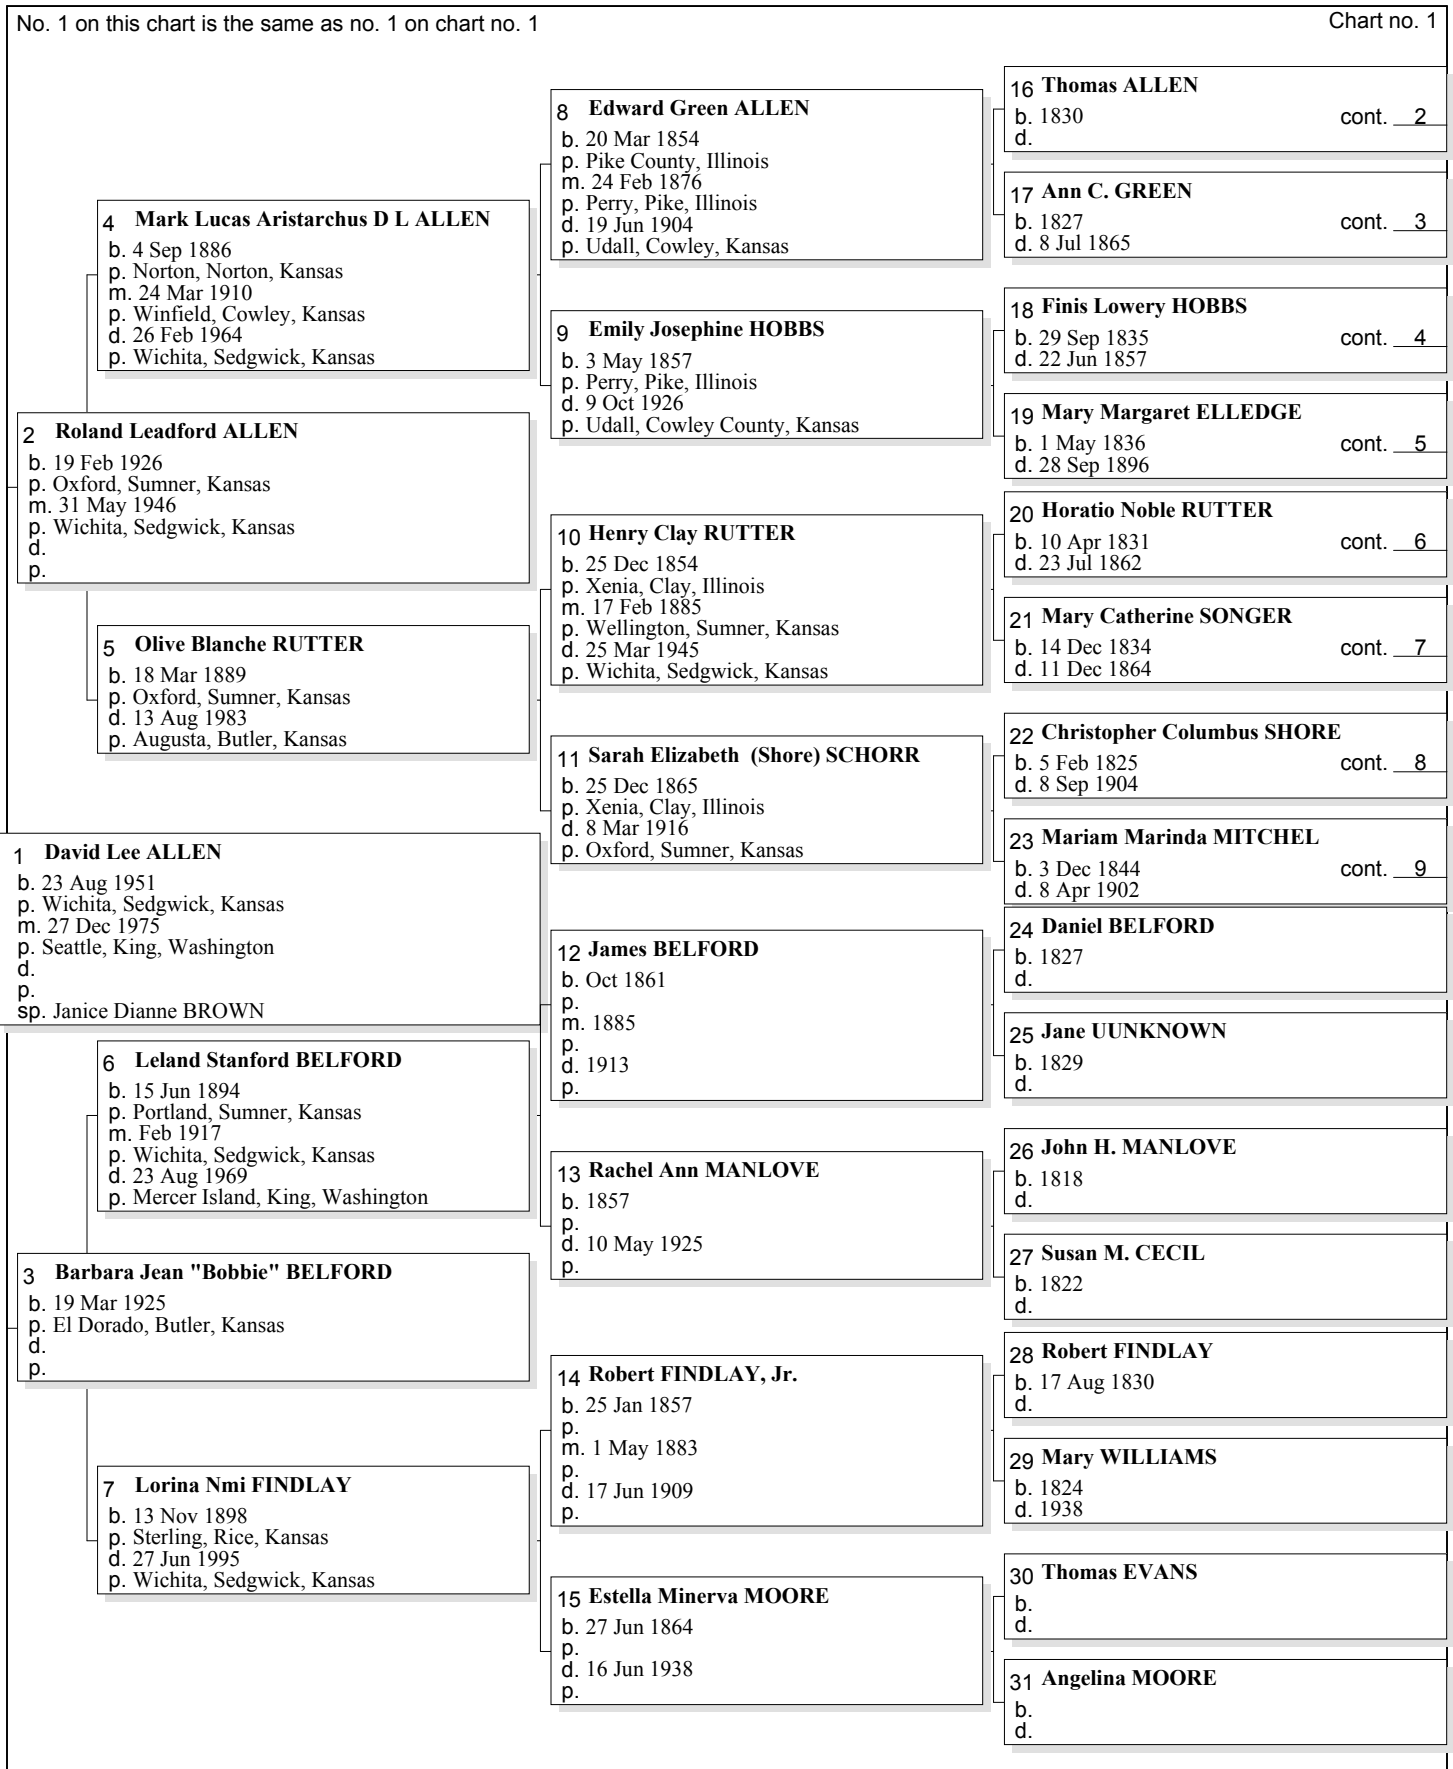 No. 1 on this chart is the same as no. 1 on chart no. 1
Chart no. 1
1 David Lee ALLEN
b. 23 Aug 1951
p. Wichita, Sedgwick, Kansas
m. 27 Dec 1975
p. Seattle, King, Washington
d.
p.
sp. Janice Dianne BROWN
2 Roland Leadford ALLEN
b. 19 Feb 1926
p. Oxford, Sumner, Kansas
m. 31 May 1946
p. Wichita, Sedgwick, Kansas
d.
p.
3 Barbara Jean "Bobbie" BELFORD
b. 19 Mar 1925
p. El Dorado, Butler, Kansas
d.
p.
4 Mark Lucas Aristarchus D L ALLEN
b. 4 Sep 1886
p. Norton, Norton, Kansas
m. 24 Mar 1910
p. Winfield, Cowley, Kansas
d. 26 Feb 1964
p. Wichita, Sedgwick, Kansas
5 Olive Blanche RUTTER
b. 18 Mar 1889
p. Oxford, Sumner, Kansas
d. 13 Aug 1983
p. Augusta, Butler, Kansas
6 Leland Stanford BELFORD
b. 15 Jun 1894
p. Portland, Sumner, Kansas
m. Feb 1917
p. Wichita, Sedgwick, Kansas
d. 23 Aug 1969
p. Mercer Island, King, Washington
7 Lorina Nmi FINDLAY
b. 13 Nov 1898
p. Sterling, Rice, Kansas
d. 27 Jun 1995
p. Wichita, Sedgwick, Kansas
8 Edward Green ALLEN
b. 20 Mar 1854
p. Pike County, Illinois
m. 24 Feb 1876
p. Perry, Pike, Illinois
d. 19 Jun 1904
p. Udall, Cowley, Kansas
9 Emily Josephine HOBBS
b. 3 May 1857
p. Perry, Pike, Illinois
d. 9 Oct 1926
p. Udall, Cowley County, Kansas
10 Henry Clay RUTTER
b. 25 Dec 1854
p. Xenia, Clay, Illinois
m. 17 Feb 1885
p. Wellington, Sumner, Kansas
d. 25 Mar 1945
p. Wichita, Sedgwick, Kansas
11 Sarah Elizabeth (Shore) SCHORR
b. 25 Dec 1865
p. Xenia, Clay, Illinois
d. 8 Mar 1916
p. Oxford, Sumner, Kansas
12 James BELFORD
b. Oct 1861
p.
m. 1885
p.
d. 1913
p.
13 Rachel Ann MANLOVE
b. 1857
p.
d. 10 May 1925
p.
14 Robert FINDLAY, Jr.
b. 25 Jan 1857
p.
m. 1 May 1883
p.
d. 17 Jun 1909
p.
15 Estella Minerva MOORE
b. 27 Jun 1864
p.
d. 16 Jun 1938
p.
16 Thomas ALLEN
b. 1830 cont. 2
d.
17 Ann C. GREEN
b. 1827 cont. 3
d. 8 Jul 1865
18 Finis Lowery HOBBS
b. 29 Sep 1835 cont. 4
d. 22 Jun 1857
19 Mary Margaret ELLEDGE
b. 1 May 1836 cont. 5
d. 28 Sep 1896
20 Horatio Noble RUTTER
b. 10 Apr 1831 cont. 6
d. 23 Jul 1862
21 Mary Catherine SONGER
b. 14 Dec 1834 cont. 7
d. 11 Dec 1864
22 Christopher Columbus SHORE
b. 5 Feb 1825 cont. 8
d. 8 Sep 1904
23 Mariam Marinda MITCHEL
b. 3 Dec 1844 cont. 9
d. 8 Apr 1902
24 Daniel BELFORD
b. 1827
d.
25 Jane UUNKNOWN
b. 1829
d.
26 John H. MANLOVE
b. 1818
d.
27 Susan M. CECIL
b. 1822
d.
28 Robert FINDLAY
b. 17 Aug 1830
d.
29 Mary WILLIAMS
b. 1824
d. 1938
30 Thomas EVANS
b.
d.
31 Angelina MOORE
b.
d.